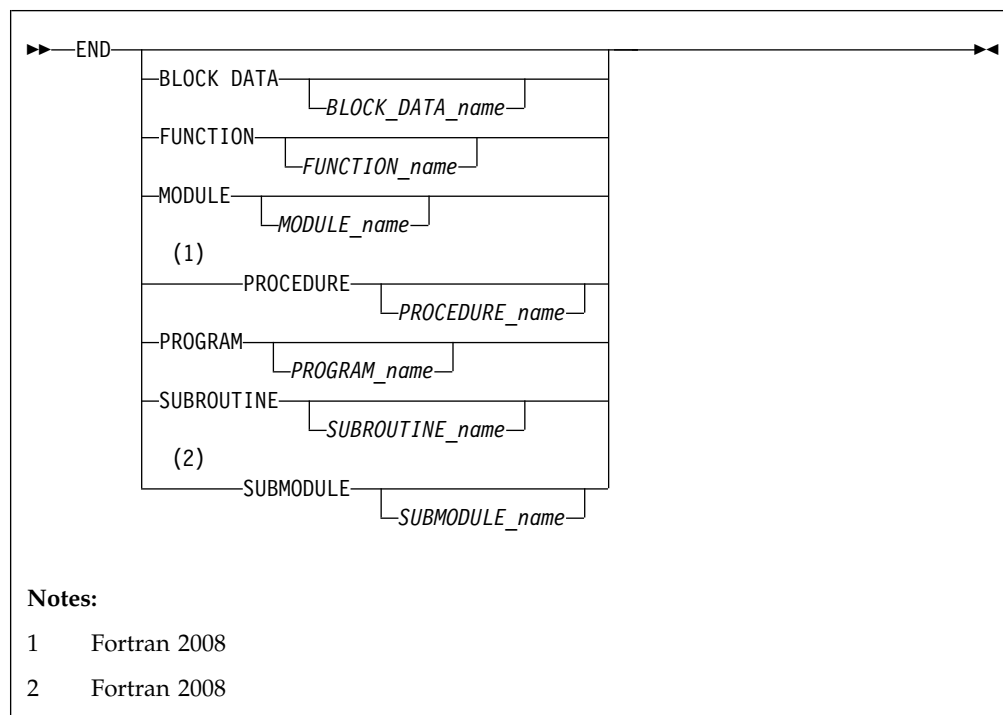 END
BLOCK DATA
BLOCK_DATA_name
FUNCTION
FUNCTION_name
MODULE
MODULE_name
(1)
PROCEDURE
PROCEDURE_name
PROGRAM
PROGRAM_name
SUBROUTINE
SUBROUTINE_name
(2)
SUBMODULE
SUBMODULE_name
Notes:
1 Fortran 2008
2 Fortran 2008